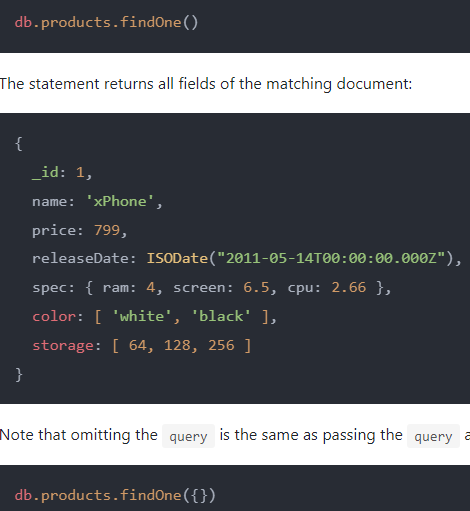 db.products.findOne()
The statement returns all fields of the matching document:
{
  _id: 1,
  name: 'xPhone',
  price: 799,
  releaseDate: ISODate("2011-05-14T00:00:00.000Z"),
  spec: { ram: 4, screen: 6.5, cpu: 2.66 },
  color: [ 'white', 'black' ],
  storage: [ 64, 128, 256 ]
}
Note that omitting the query is the same as passing the query a
db.products.findOne({})